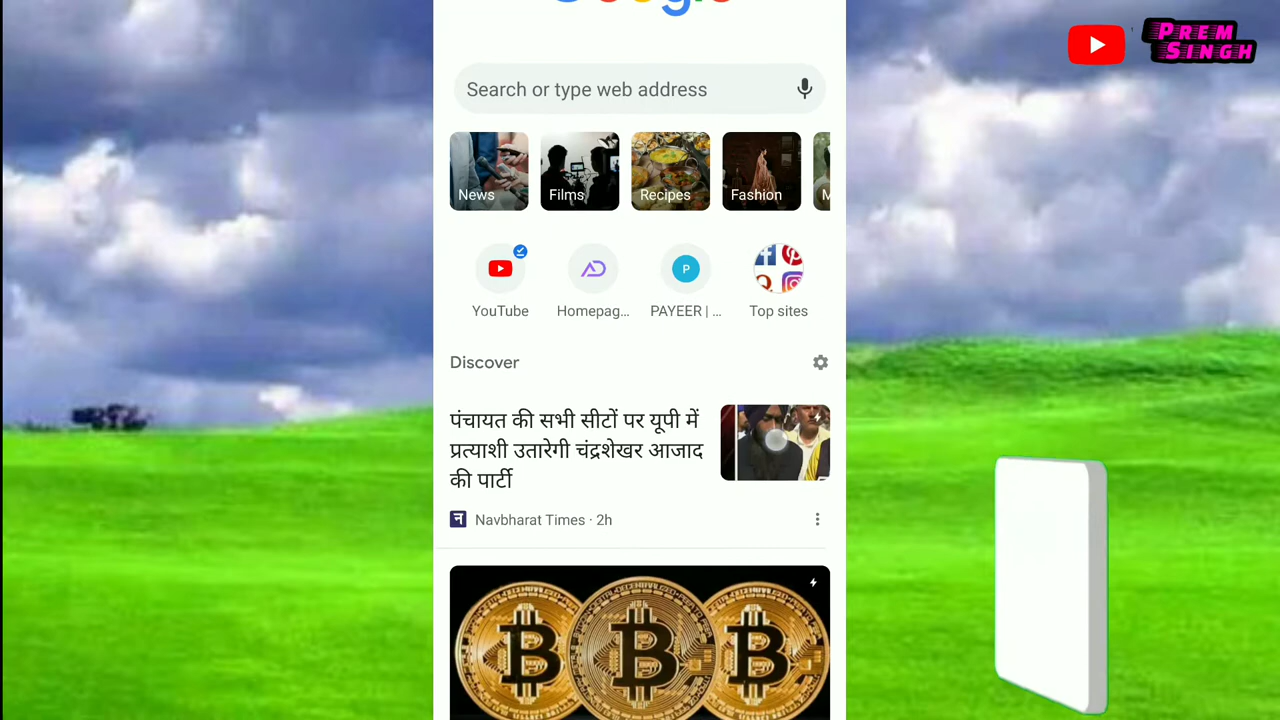 PREM
SINGH
Search or type web address
News
Films
Recipes
Fashion
M
YouTube
Homepag...
P
PAYEER | ...
Top sites
Discover
पंचायत की सभी सीटों पर यूपी में
प्रत्याशी उतारेगी चंद्रशेखर आजाद
की पार्टी
न Navbharat Times · 2h